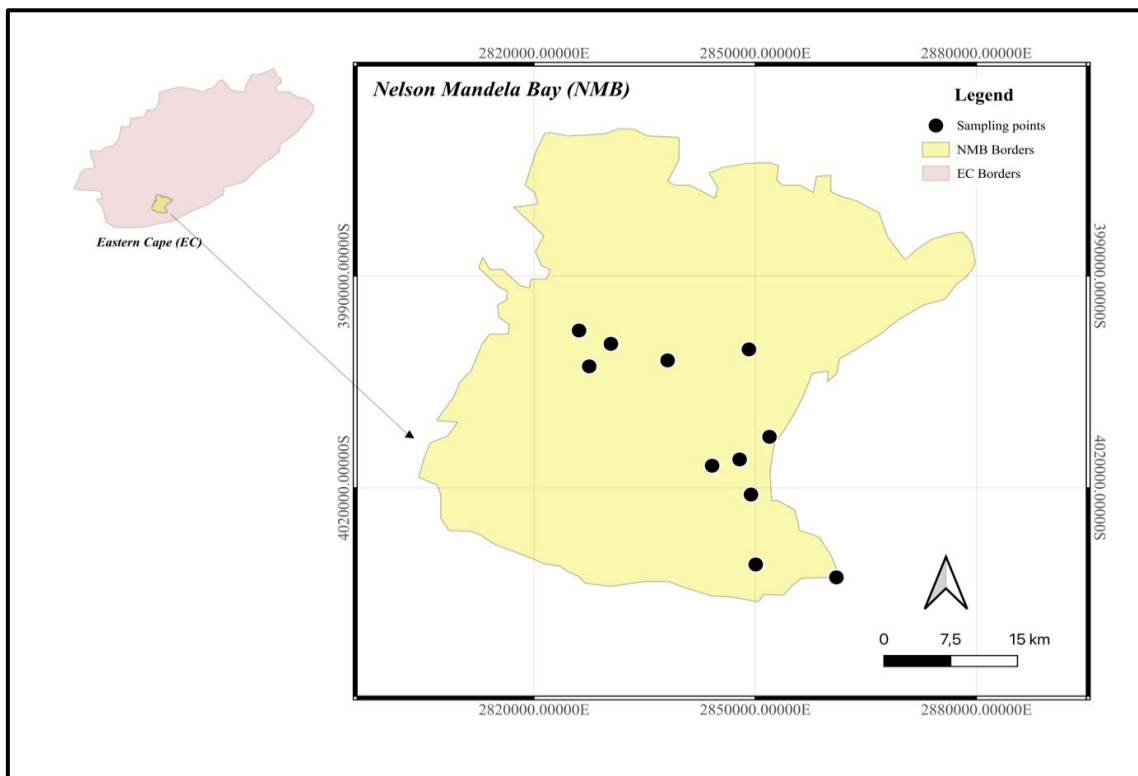 2820000.00000E 2850000.00000E 2880000.00000E
Nelson Mandela Bay (NMB)
Legend
Sampling points
NMB Borders
EC Borders
Eastern Cape (EC)
3990000.00000S
3990000.00000S
4020000.00000S
4020000.00000S
0 7,5 15 km
2820000.00000E 2850000.00000E 2880000.00000E